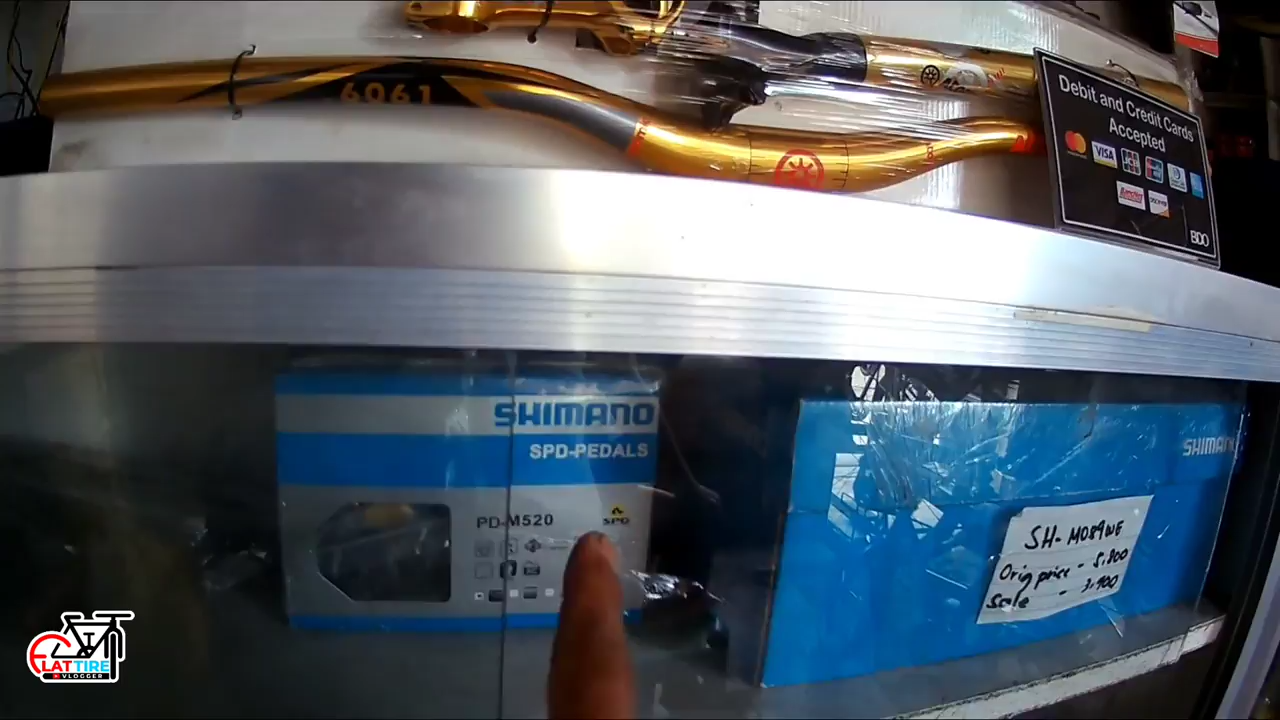 6061
Debit and Credit Cards
Accepted
VISA
BDO
SHIMANO
SPD-PEDALS
PD-M520
SPD
SHIMANO
SH-M089WE
Orig price - 5,800
Sale - 3,900
LATTIRE
VLOGGER